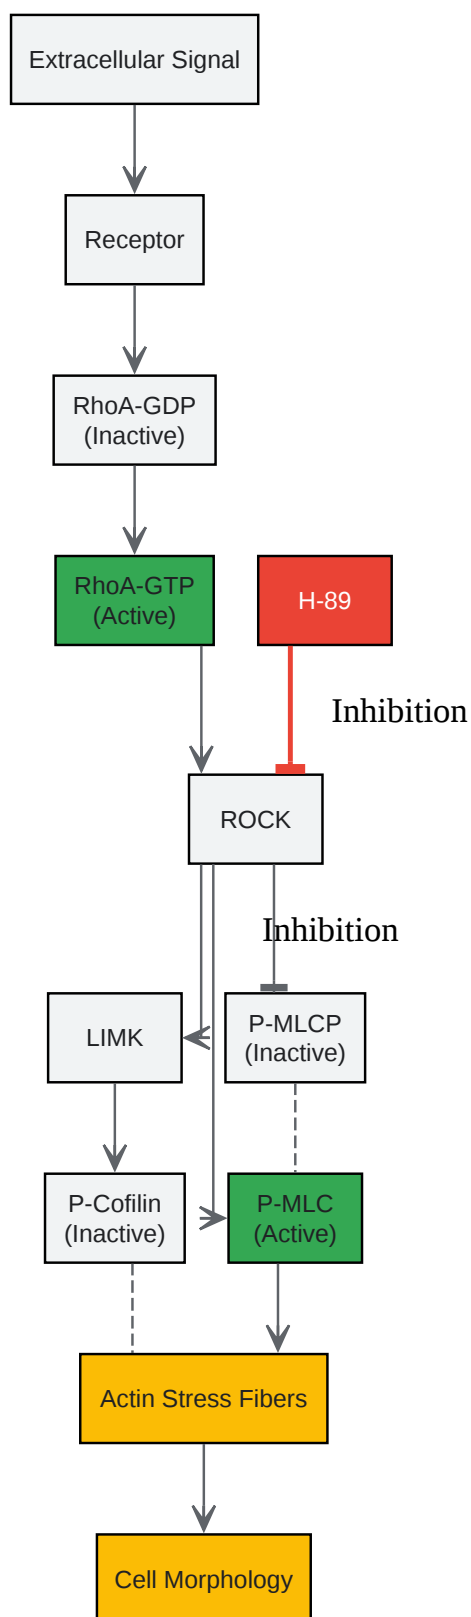 Extracellular Signal
Receptor
RhoA-GDP
(Inactive)
RhoA-GTP
(Active)
H-89
Inhibition
ROCK
Inhibition
LIMK
P-MLCP
(Inactive)
P-Cofilin
(Inactive)
P-MLC
(Active)
Actin Stress Fibers
Cell Morphology